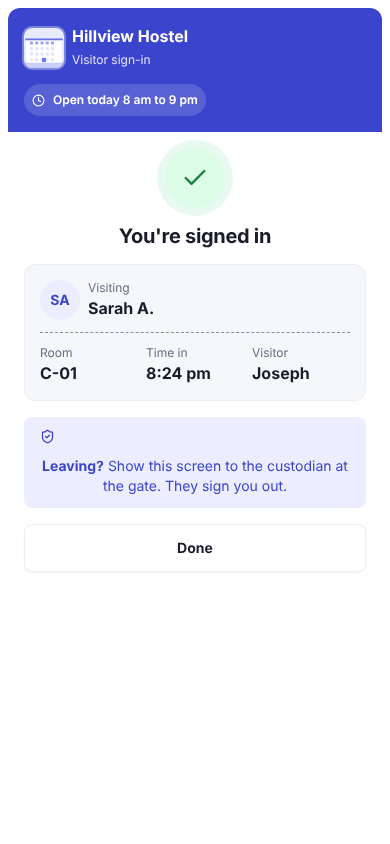 Hillview Hostel
Visitor sign-in
Open today 8 am to 9 pm
You're signed in
SA
Visiting
Sarah A.
Room
Time in
Visitor
C-01
8:24 pm
Joseph
Leaving? Show this screen to the custodian at
the gate. They sign you out.
Done